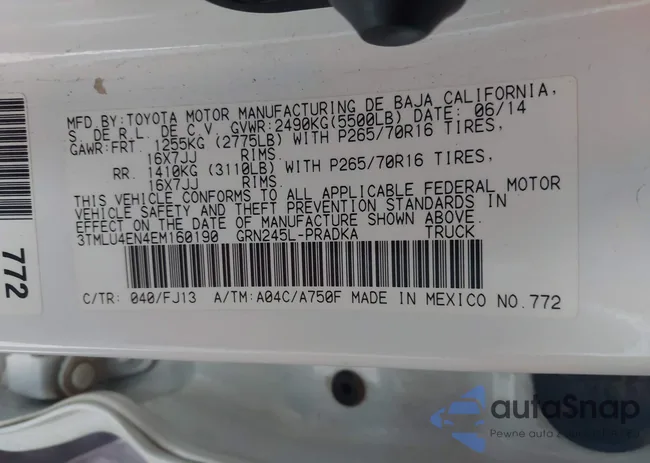 MFD.BY:TOYOTA MOTOR MANUFACTURING DE BAJA CALIFORNIA,
S. DE R.L. DE C.V. GVWR:2490KG(5500LB) DATE: 06/14
GAWR:FRT. 1255KG (2775LB) WITH P265/70R16 TIRES,
16X7JJ RIMS.
RR. 1410KG (3110LB) WITH P265/70R16 TIRES,
16X7JJ RIMS.
THIS VEHICLE CONFORMS TO ALL APPLICABLE FEDERAL MOTOR
VEHICLE SAFETY AND THEFT PREVENTION STANDARDS IN
EFFECT ON THE DATE OF MANUFACTURE SHOWN ABOVE.
3TMLU4EN4EM160190 GRN245L-PRADKA TRUCK
C/TR: 040/FJ13 A/TM:A04C/A750F MADE IN MEXICO NO.772
772
autoSnap
Pewne auto z